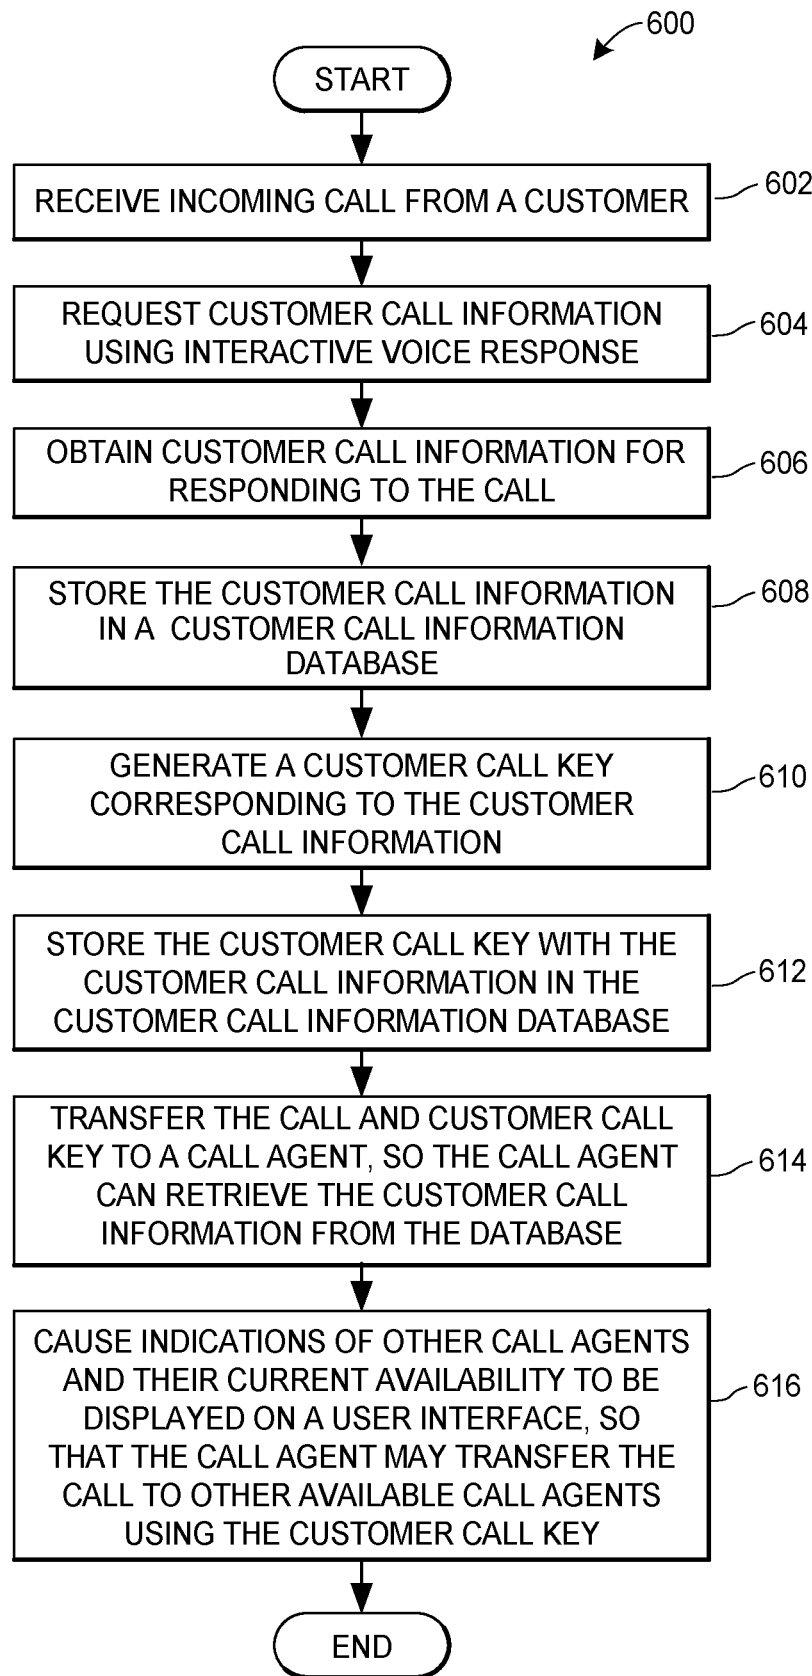 600
START
RECEIVE INCOMING CALL FROM A CUSTOMER
602
REQUEST CUSTOMER CALL INFORMATION
USING INTERACTIVE VOICE RESPONSE
604
OBTAIN CUSTOMER CALL INFORMATION FOR
RESPONDING TO THE CALL
606
STORE THE CUSTOMER CALL INFORMATION
IN A CUSTOMER CALL INFORMATION
DATABASE
608
GENERATE A CUSTOMER CALL KEY
CORRESPONDING TO THE CUSTOMER
CALL INFORMATION
610
STORE THE CUSTOMER CALL KEY WITH THE
CUSTOMER CALL INFORMATION IN THE
CUSTOMER CALL INFORMATION DATABASE
612
TRANSFER THE CALL AND CUSTOMER CALL
KEY TO A CALL AGENT, SO THE CALL AGENT
CAN RETRIEVE THE CUSTOMER CALL
INFORMATION FROM THE DATABASE
614
CAUSE INDICATIONS OF OTHER CALL AGENTS
AND THEIR CURRENT AVAILABILITY TO BE
DISPLAYED ON A USER INTERFACE, SO
THAT THE CALL AGENT MAY TRANSFER THE
CALL TO OTHER AVAILABLE CALL AGENTS
USING THE CUSTOMER CALL KEY
616
END